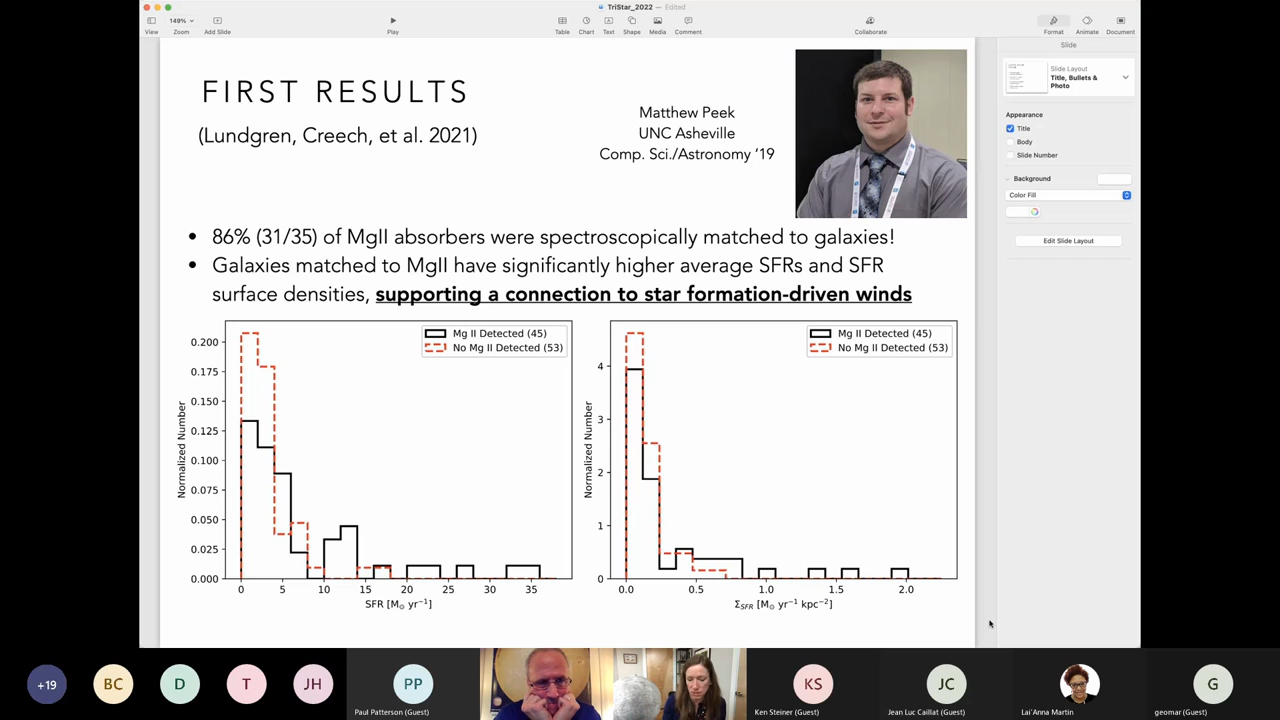 TriStar_2022 — Edited
149%
View
Zoom
Add Slide
Play
Table
Chart
Text
Shape
Media
Comment
Collaborate
Format
Animate
Document
Slide
Slide Layout
Title, Bullets &
Photo
Appearance
Title
Body
Slide Number
Background
Color Fill
Edit Slide Layout
FIRST RESULTS
(Lundgren, Creech, et al. 2021)
Matthew Peek
UNC Asheville
Comp. Sci./Astronomy '19
• 86% (31/35) of MgII absorbers were spectroscopically matched to galaxies!
• Galaxies matched to MgII have significantly higher average SFRs and SFR
surface densities, supporting a connection to star formation-driven winds
Mg II Detected (45)
No Mg II Detected (53)
Normalized Number
0.200
0.175
0.150
0.125
0.100
0.075
0.050
0.025
0.000
0 5 10 15 20 25 30 35
SFR [M⊙ yr⁻¹]
Mg II Detected (45)
No Mg II Detected (53)
Normalized Number
4
3
2
1
0
0.0 0.5 1.0 1.5 2.0
Σ_SFR [M⊙ yr⁻¹ kpc⁻²]
+19
BC
D
T
JH
PP
Paul Patterson (Guest)
KS
Ken Steiner (Guest)
JC
Jean Luc Caillat (Guest)
Lai'Anna Martin
G
geomar (Guest)